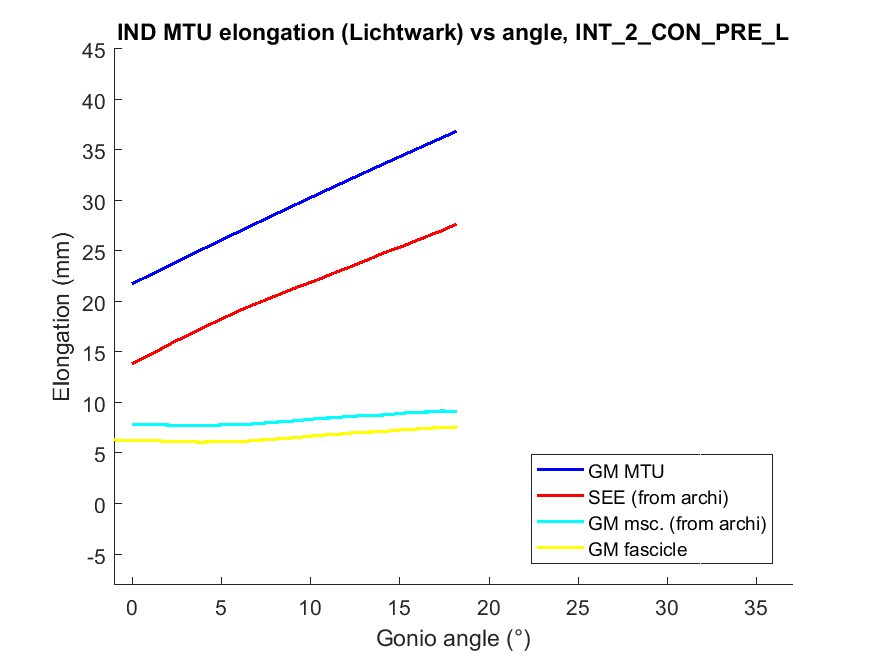 IND MTU elongation (Lichtwark) vs angle, INT_2_CON_PRE_L
45
40
35
30
25
20
15
10
5
0
-5
Elongation (mm)
GM MTU
SEE (from archi)
GM msc. (from archi)
GM fascicle
0 5 10 15 20 25 30 35
Gonio angle (°)